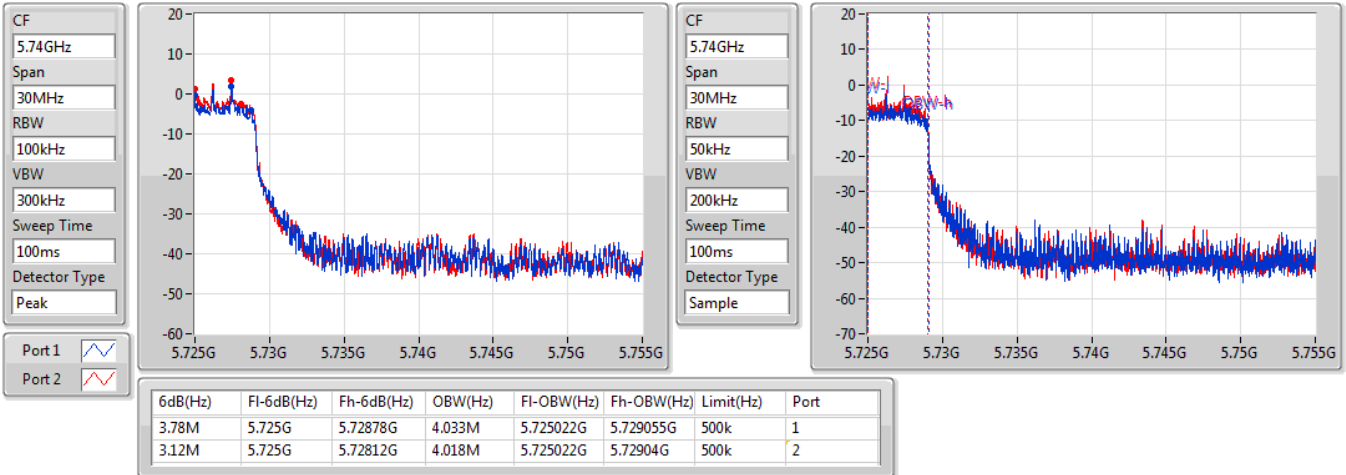 CF
5.74GHz
Span
30MHz
RBW
100kHz
VBW
300kHz
Sweep Time
100ms
Detector Type
Peak
20
10
0
-10
-20
-30
-40
-50
-60
5.725G 5.73G 5.735G 5.74G 5.745G 5.75G 5.755G
CF
5.74GHz
Span
30MHz
RBW
50kHz
VBW
200kHz
Sweep Time
100ms
Detector Type
Sample
20
10
0
-10
-20
-30
-40
-50
-60
-70
W-l
OBW-h
5.725G 5.73G 5.735G 5.74G 5.745G 5.75G 5.755G
Port 1
Port 2
6dB(Hz) Fl-6dB(Hz) Fh-6dB(Hz) OBW(Hz) Fl-OBW(Hz) Fh-OBW(Hz) Limit(Hz) Port
3.78M 5.725G 5.72878G 4.033M 5.725022G 5.729055G 500k 1
3.12M 5.725G 5.72812G 4.018M 5.725022G 5.72904G 500k 2